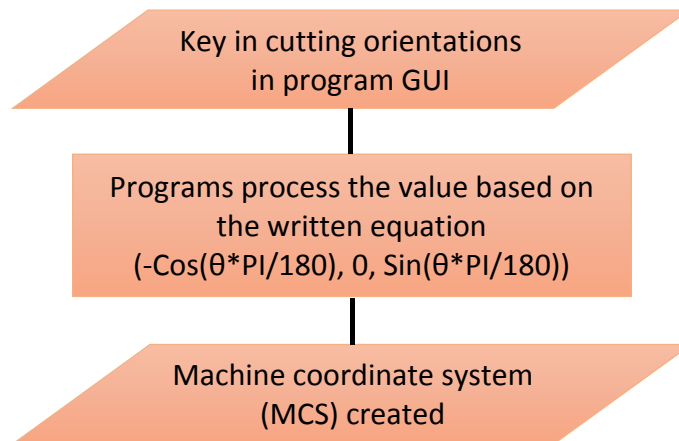 Key in cutting orientations
in program GUI
Programs process the value based on
the written equation
(-Cos(θ*PI/180), 0, Sin(θ*PI/180))
Machine coordinate system
(MCS) created